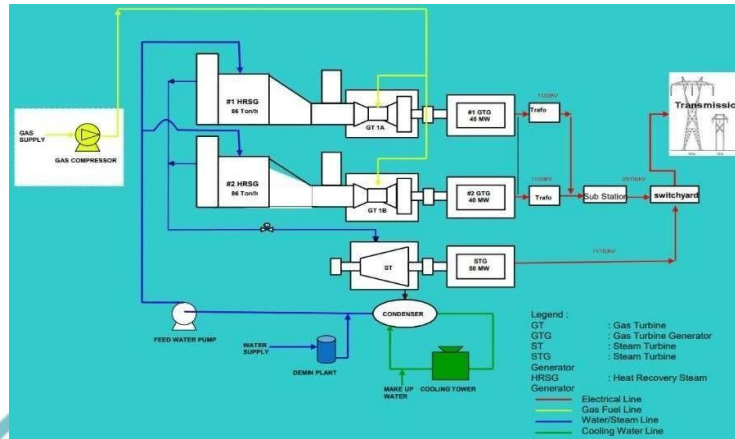 GAS
SUPPLY
GAS COMPRESSOR
#1 HRSG
86 Ton/h
GT 1A
#1 GTG
40 MW
Trafo
Transmissio
#2 HRSG
86 Ton/h
GT 1B
#2 GTG
40 MW
Trafo
Sub Station
switchyard
ST
STG
50 MW
CONDENSER
FEED WATER PUMP
WATER
SUPPLY
DEMIN PLANT
MAKE UP
WATER
COOLING TOWER
Legend :
GT : Gas Turbine
GTG : Gas Turbine Generator
ST : Steam Turbine
STG : Steam Turbine
Generator
HRSG : Heat Recovery Steam
Generator
Electrical Line
Gas Fuel Line
Water/Steam Line
Cooling Water Line